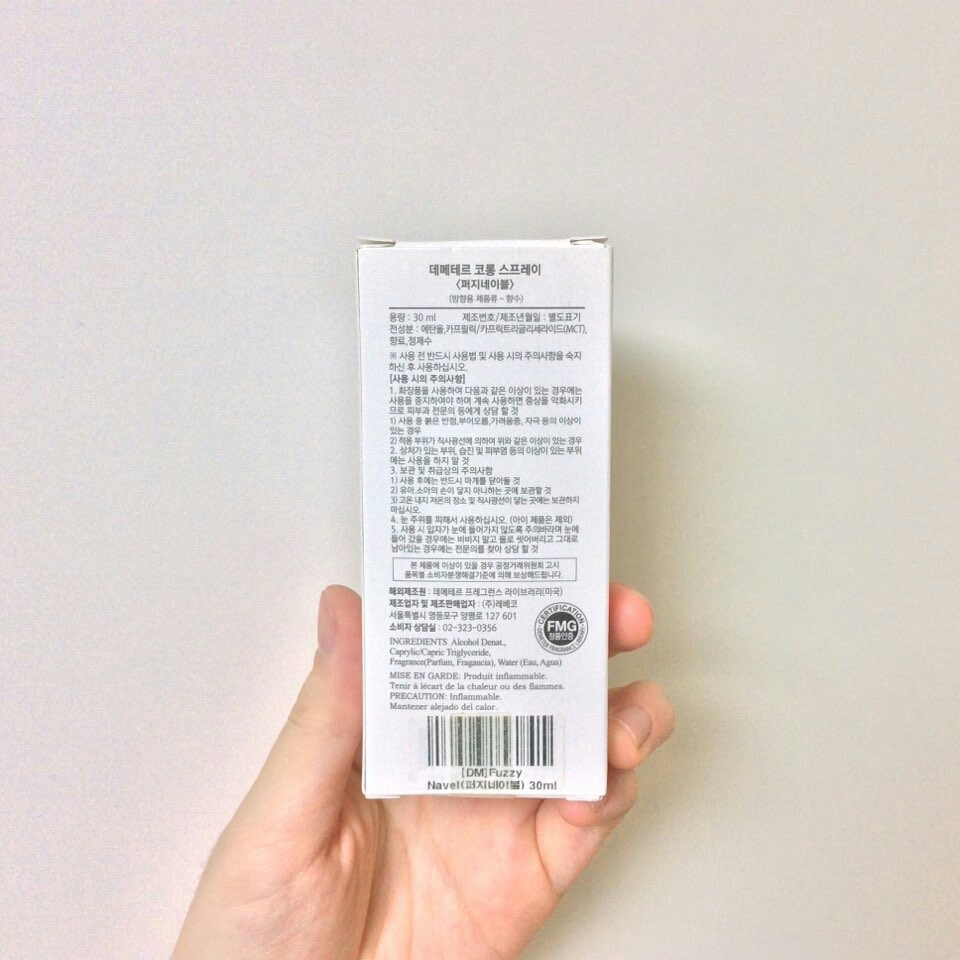 데메테르 코롱 스프레이
〈퍼지네이블〉
(방향용 제품류 - 향수)
용량 : 30 ml 제조번호/제조년월일 : 별도표기
전성분 : 에탄올,카프릴릭/카프릭트리글리세라이드(MCT),
향료,정제수
※ 사용 전 반드시 사용법 및 사용 시의 주의사항을 숙지
하신 후 사용하십시오.
[사용 시의 주의사항]
1. 화장품을 사용하여 다음과 같은 이상이 있는 경우에는
사용을 중지하여야 하며 계속 사용하면 증상을 악화시키
므로 피부과 전문의 등에게 상담 할 것
1) 사용 중 붉은 반점,부어오름,가려움증, 자극 등의 이상이
있는 경우
2) 적용 부위가 직사광선에 의하여 위와 같은 이상이 있는 경우
2. 상처가 있는 부위, 습진 및 피부염 등의 이상이 있는 부위
에는 사용을 하지 말 것
3. 보관 및 취급상의 주의사항
1) 사용 후에는 반드시 마개를 닫아둘 것
2) 유아,소아의 손이 닿지 아니하는 곳에 보관할 것
3) 고온 내지 저온의 장소 및 직사광선이 닿는 곳에는 보관하지
마십시오.
4. 눈 주위를 피해서 사용하십시오. (아이 제품은 제외)
5. 사용 시 입자가 눈에 들어가지 않도록 주의바라며 눈에
들어 갔을 경우에는 비비지 말고 물로 씻어버리고 그대로
남아있는 경우에는 전문의를 찾아 상담 할 것
본 제품에 이상이 있을 경우 공정거래위원회 고시
품목별 소비자분쟁해결기준에 의해 보상해드립니다.
해외제조원 : 데메테르 프레그런스 라이브러리(미국)
제조업자 및 제조판매업자 : (주)레베코
서울특별시 영등포구 양평로 127 601
소비자 상담실 : 02-323-0356
CERTIFICATION
FMG
정품인증
INGREDIENTS Alcohol Denat.,
Caprylic/Capric Triglyceride,
Fragrance(Parfum, Fragancia), Water (Eau, Agua)
MISE EN GARDE: Produit inflammable.
Tenir à lécart de la chaleur ou des flammes.
PRECAUTION: Inflammable.
Mantener alejado del calor.
[DM]Fuzzy
Navel(퍼지네이블) 30ml